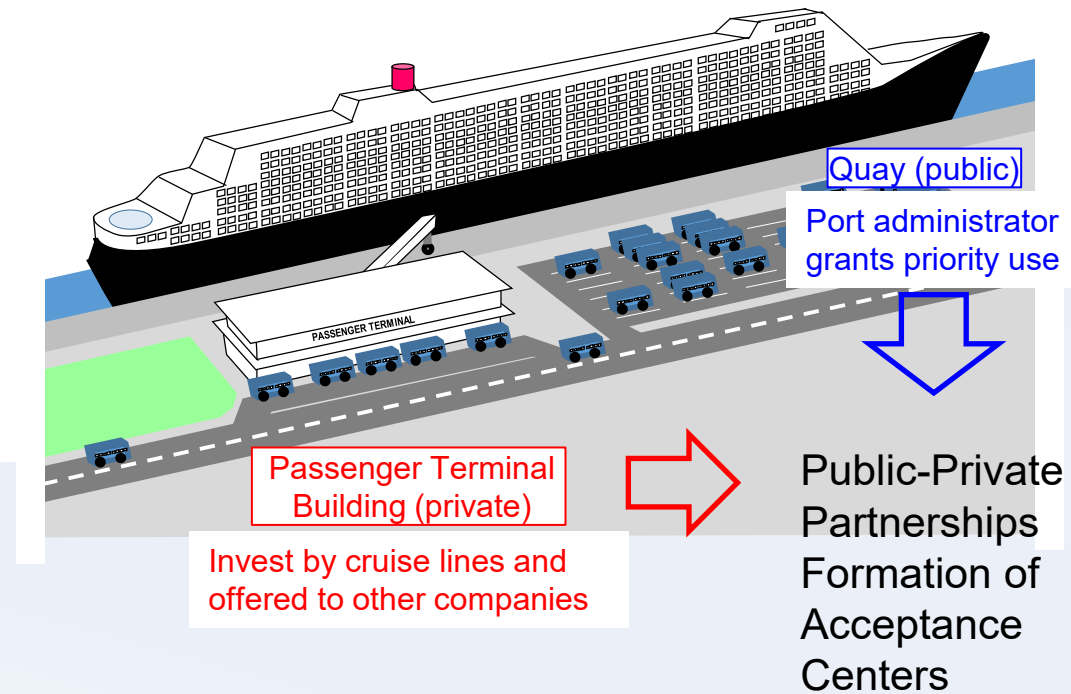 Quay (public)
Port administrator
grants priority use
PASSENGER TERMINAL
Passenger Terminal
Building (private)
Invest by cruise lines and
offered to other companies
Public-Private
Partnerships
Formation of
Acceptance
Centers